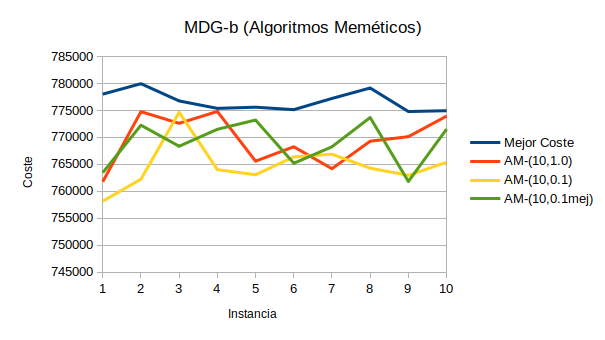 MDG-b (Algoritmos Meméticos)
785000
780000
775000
770000
765000
760000
755000
750000
745000
Coste
1 2 3 4 5 6 7 8 9 10
Instancia
Mejor Coste
AM-(10,1.0)
AM-(10,0.1)
AM-(10,0.1mej)